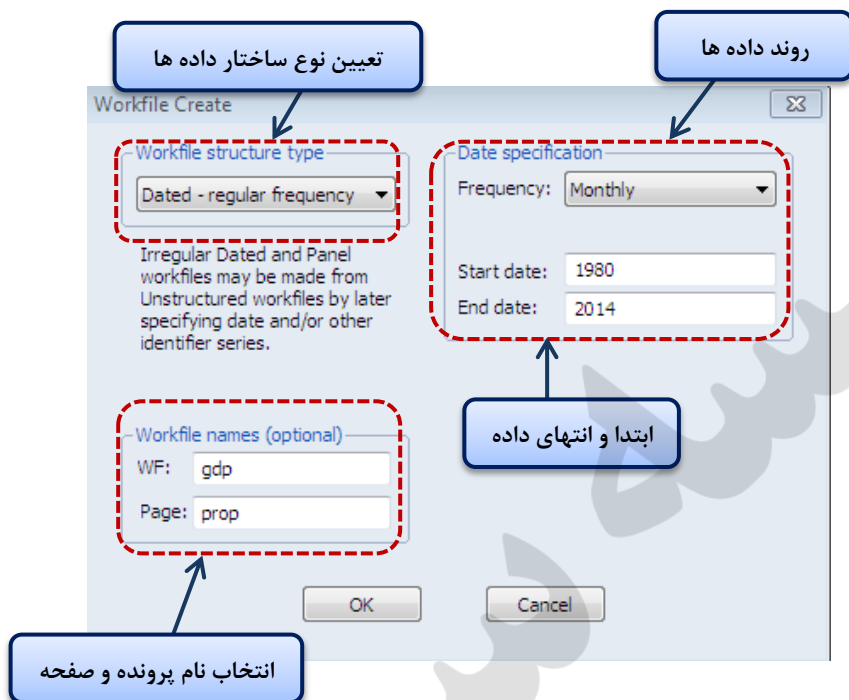 تعیین نوع ساختار داده ها
روند داده ها
Workfile Create
Workfile structure type
Dated - regular frequency
Irregular Dated and Panel
workfiles may be made from
Unstructured workfiles by later
specifying date and/or other
identifier series.
Date specification
Frequency: Monthly
Start date: 1980
End date: 2014
ابتدا و انتهای داده
Workfile names (optional)
WF: gdp
Page: prop
OK
Cancel
انتخاب نام پرونده و صفحه